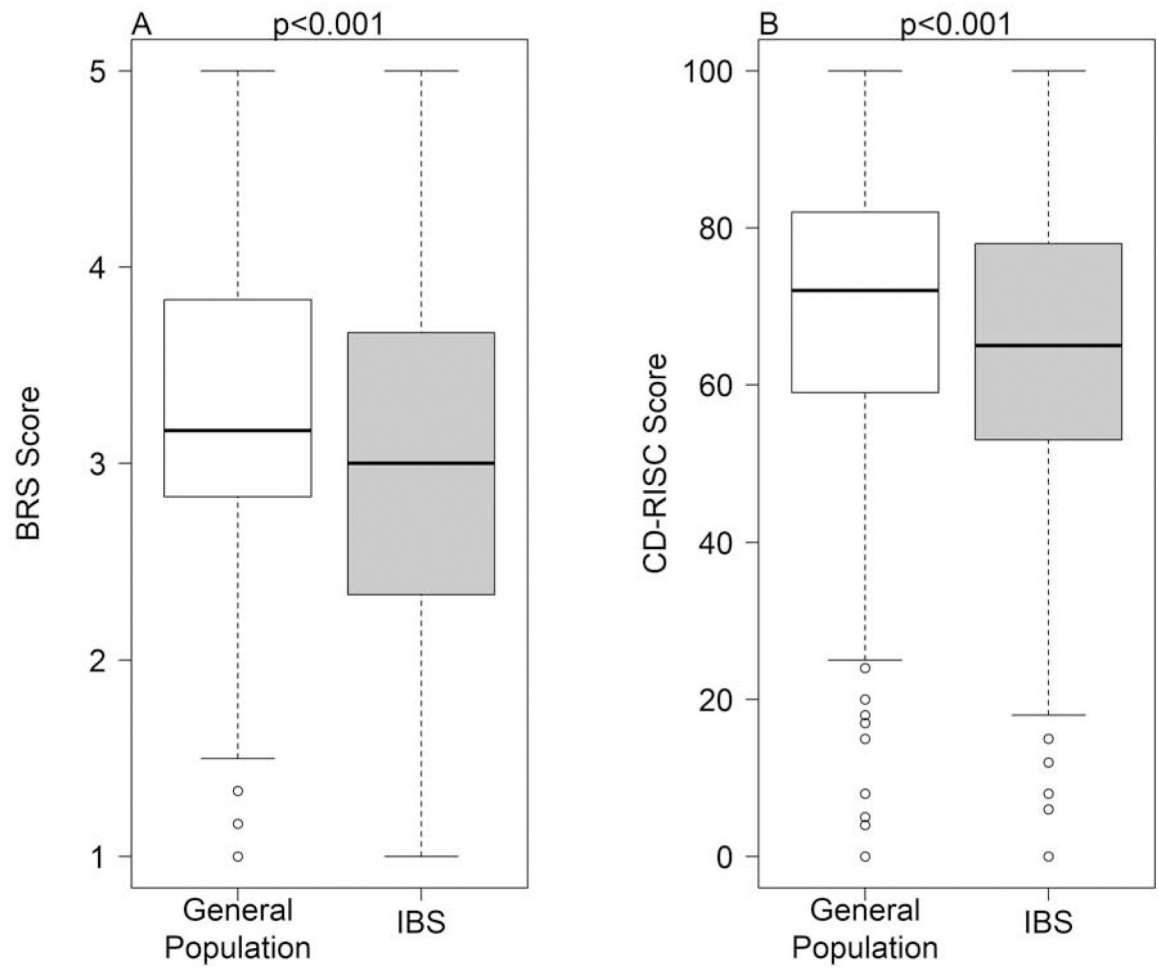 A
p<0.001
BRS Score
5
4
3
2
1
General
Population
IBS
B
p<0.001
CD-RISC Score
100
80
60
40
20
0
General
Population
IBS